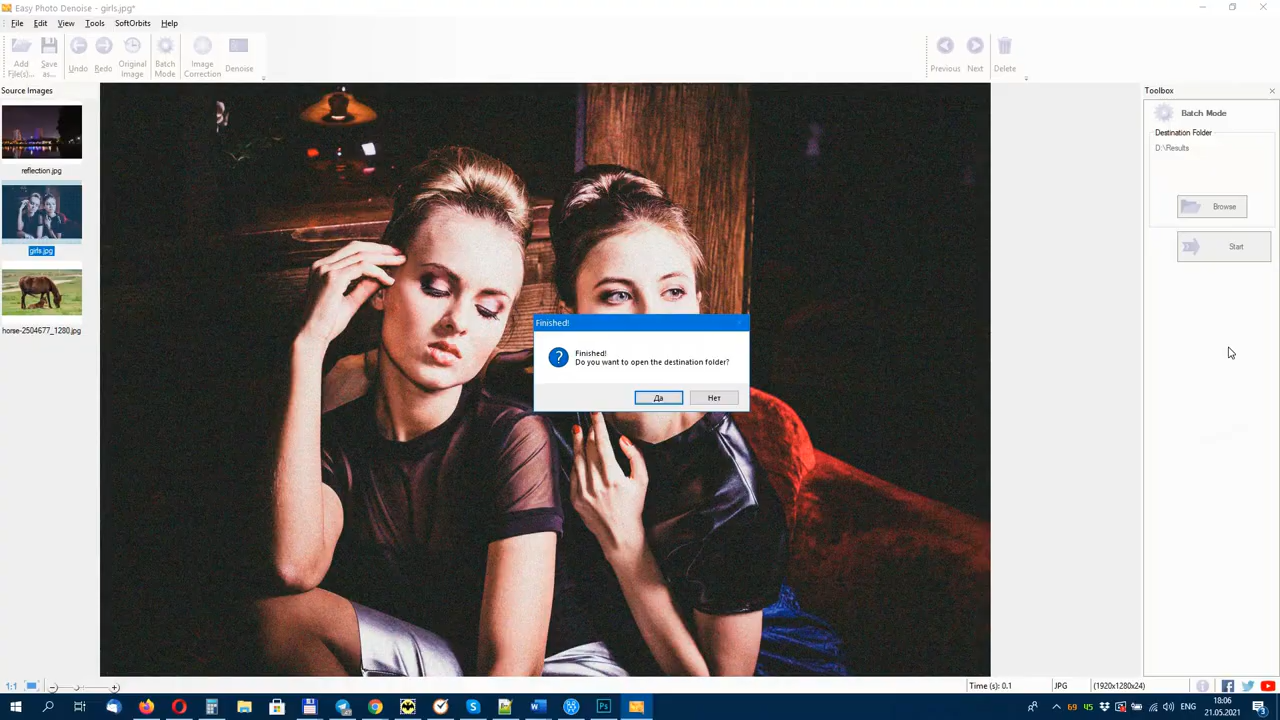 Easy Photo Denoise - girls.jpg*
File Edit View Tools SoftOrbits Help
Add File(s)...
Save as...
Undo
Redo
Original Image
Batch Mode
Image Correction
Denoise
Previous
Next
Delete
Source Images
Toolbox
reflection.jpg
girls.jpg
horse-2504677_1280.jpg
Batch Mode
Destination Folder
D:\Results
Browse
Start
Finished!
Finished!
Do you want to open the destination folder?
Да
Нет
1:1
Time (s): 0.1
JPG
(1920x1280x24)
69
45
ENG
18:06
21.05.2021
3